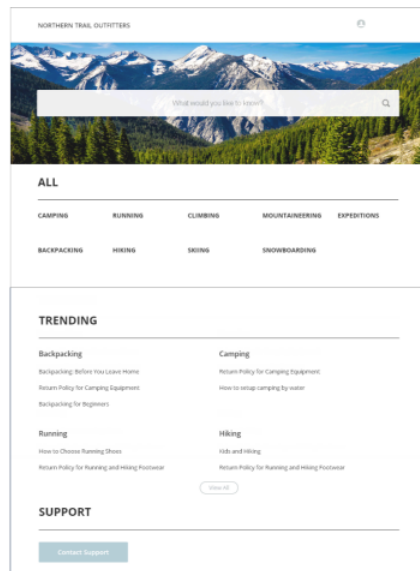 NORTHERN TRAIL OUTFITTERS
What would you like to know?
ALL
CAMPING RUNNING CLIMBING MOUNTAINEERING EXPEDITIONS
BACKPACKING HIKING SKIING SNOWBOARDING
TRENDING
Backpacking Camping
Backpacking: Before You Leave Home Return Policy for Camping Equipment
Return Policy for Camping Equipment How to setup camping by water
Backpacking for Beginners
Running Hiking
How to Choose Running Shoes Kids and Hiking
Return Policy for Running and Hiking Footwear Return Policy for Running and Hiking Footwear
View All
SUPPORT
Contact Support